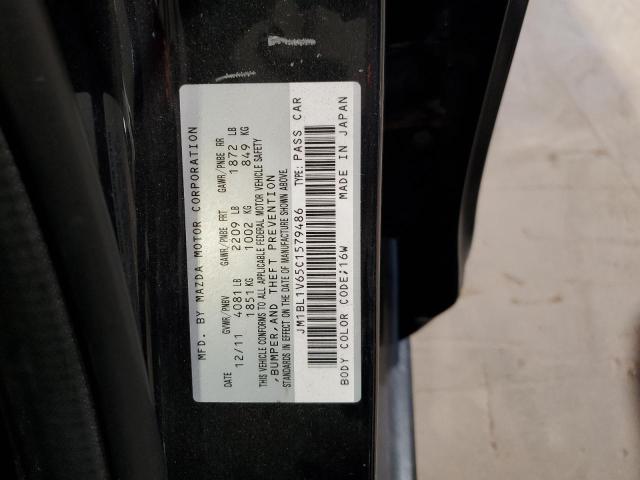 MFD. BY MAZDA MOTOR CORPORATION
DATE GVWR/PNBV GAWR/PNBE FRT GAWR/PNBE RR
12/11 4081 LB 2209 LB 1872 LB
1851 KG 1002 KG 849 KG
THIS VEHICLE CONFORMS TO ALL APPLICABLE FEDERAL MOTOR VEHICLE SAFETY
,BUMPER,AND THEFT PREVENTION
STANDARDS IN EFFECT ON THE DATE OF MANUFACTURE SHOWN ABOVE
JM1BL1V65C1579486 TYPE: PASS CAR
BODY COLOR CODE;16W MADE IN JAPAN